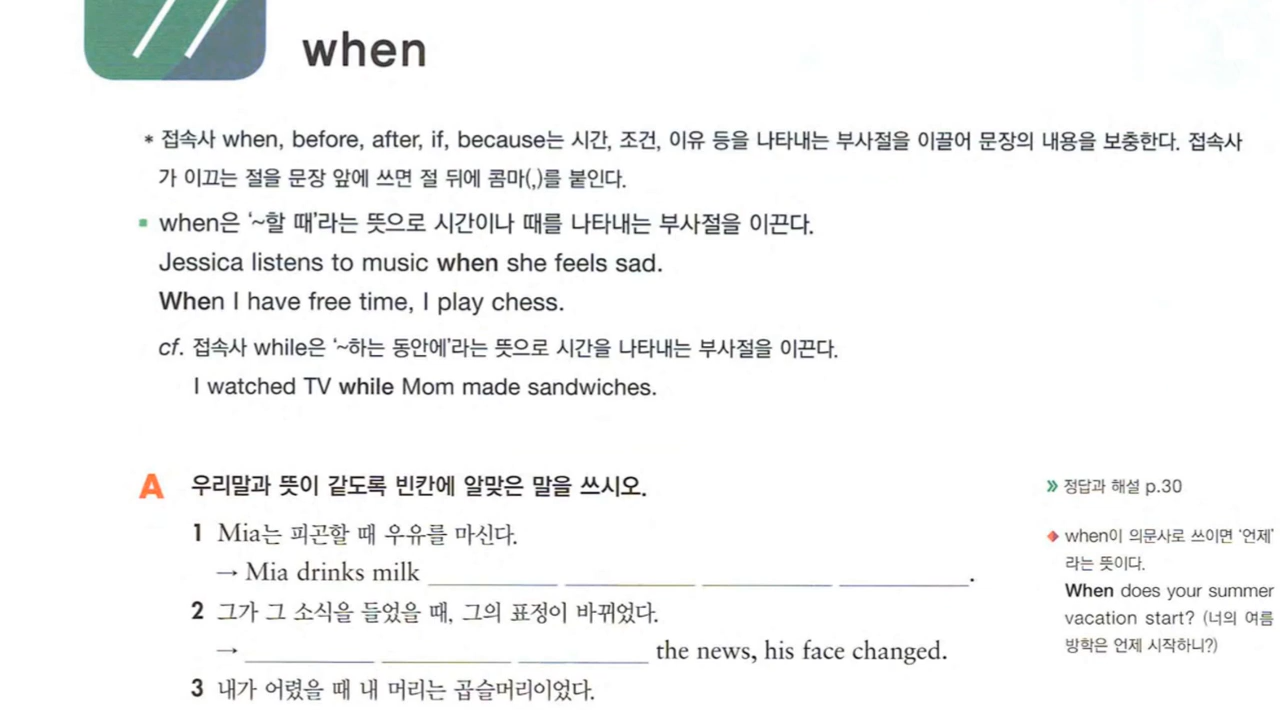 when
* 접속사 when, before, after, if, because는 시간, 조건, 이유 등을 나타내는 부사절을 이끌어 문장의 내용을 보충한다. 접속사
가 이끄는 절을 문장 앞에 쓰면 절 뒤에 콤마(,)를 붙인다.
▪ when은 ‘~할 때’라는 뜻으로 시간이나 때를 나타내는 부사절을 이끈다.
Jessica listens to music when she feels sad.
When I have free time, I play chess.
cf. 접속사 while은 ‘~하는 동안에’라는 뜻으로 시간을 나타내는 부사절을 이끈다.
I watched TV while Mom made sandwiches.
A 우리말과 뜻이 같도록 빈칸에 알맞은 말을 쓰시오.
1 Mia는 피곤할 때 우유를 마신다.
→ Mia drinks milk ________ ________ ________ ________.
2 그가 그 소식을 들었을 때, 그의 표정이 바뀌었다.
→ ________ ________ ________ the news, his face changed.
3 내가 어렸을 때 내 머리는 곱슬머리이었다.
» 정답과 해설 p.30
◆ when이 의문사로 쓰이면 ‘언제’
라는 뜻이다.
When does your summer
vacation start? (너의 여름
방학은 언제 시작하니?)